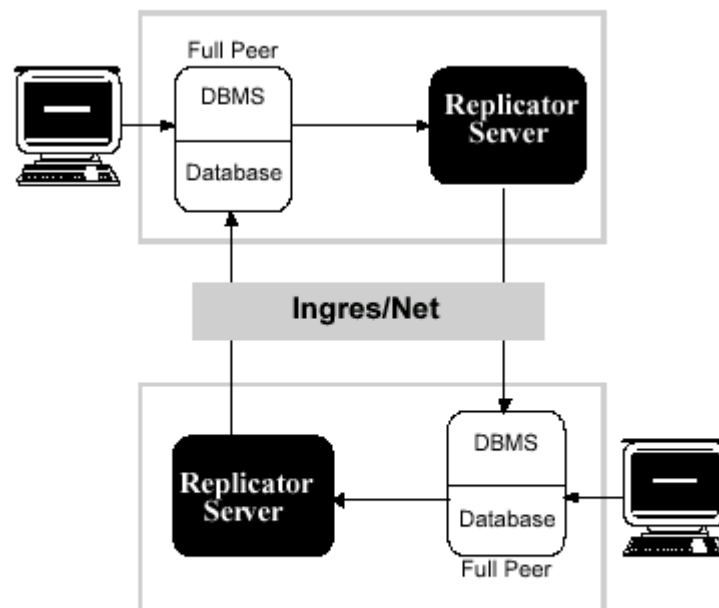 Full Peer
DBMS
Database
Replicator
Server
Ingres/Net
Replicator
Server
DBMS
Database
Full Peer